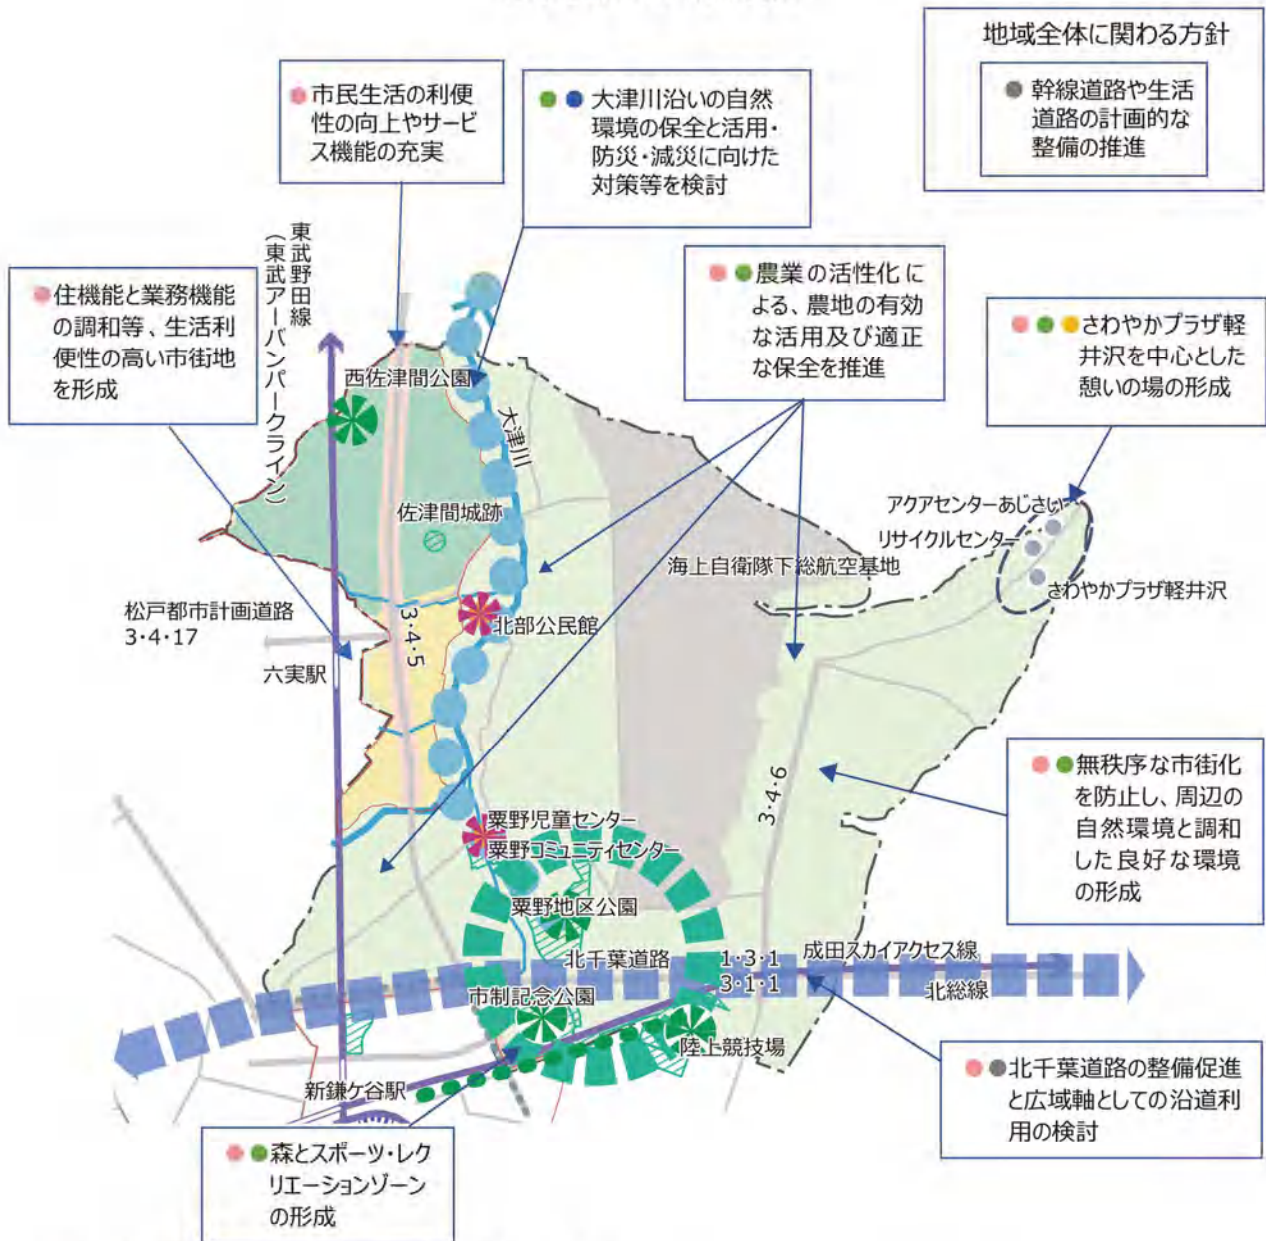 地域全体に関わる方針
幹線道路や生活
道路の計画的な
整備の推進
市民生活の利便
性の向上やサービ
ス機能の充実
大津川沿いの自然
環境の保全と活用・
防災・減災に向けた
対策等を検討
東武野田線
(東武アーバンパークライン)
住機能と業務機能
の調和等、生活利
便性の高い市街地
を形成
農業の活性化に
よる、農地の有効
な活用及び適正
な保全を推進
さわやかプラザ軽
井沢を中心とした
憩いの場の形成
西佐津間公園
大津川
佐津間城跡
アクアセンターあじさい
リサイクルセンター
さわやかプラザ軽井沢
海上自衛隊下総航空基地
松戸都市計画道路
3・4・17
3・4・5
北部公民館
六実駅
3・4・6
無秩序な市街化
を防止し、周辺の
自然環境と調和
した良好な環境
の形成
粟野児童センター
粟野コミュニティセンター
粟野地区公園
北千葉道路
1・3・1
3・1・1
成田スカイアクセス線
北総線
市制記念公園
陸上競技場
新鎌ケ谷駅
北千葉道路の整備促進
と広域軸としての沿道利
用の検討
森とスポーツ・レク
リエーションゾーン
の形成